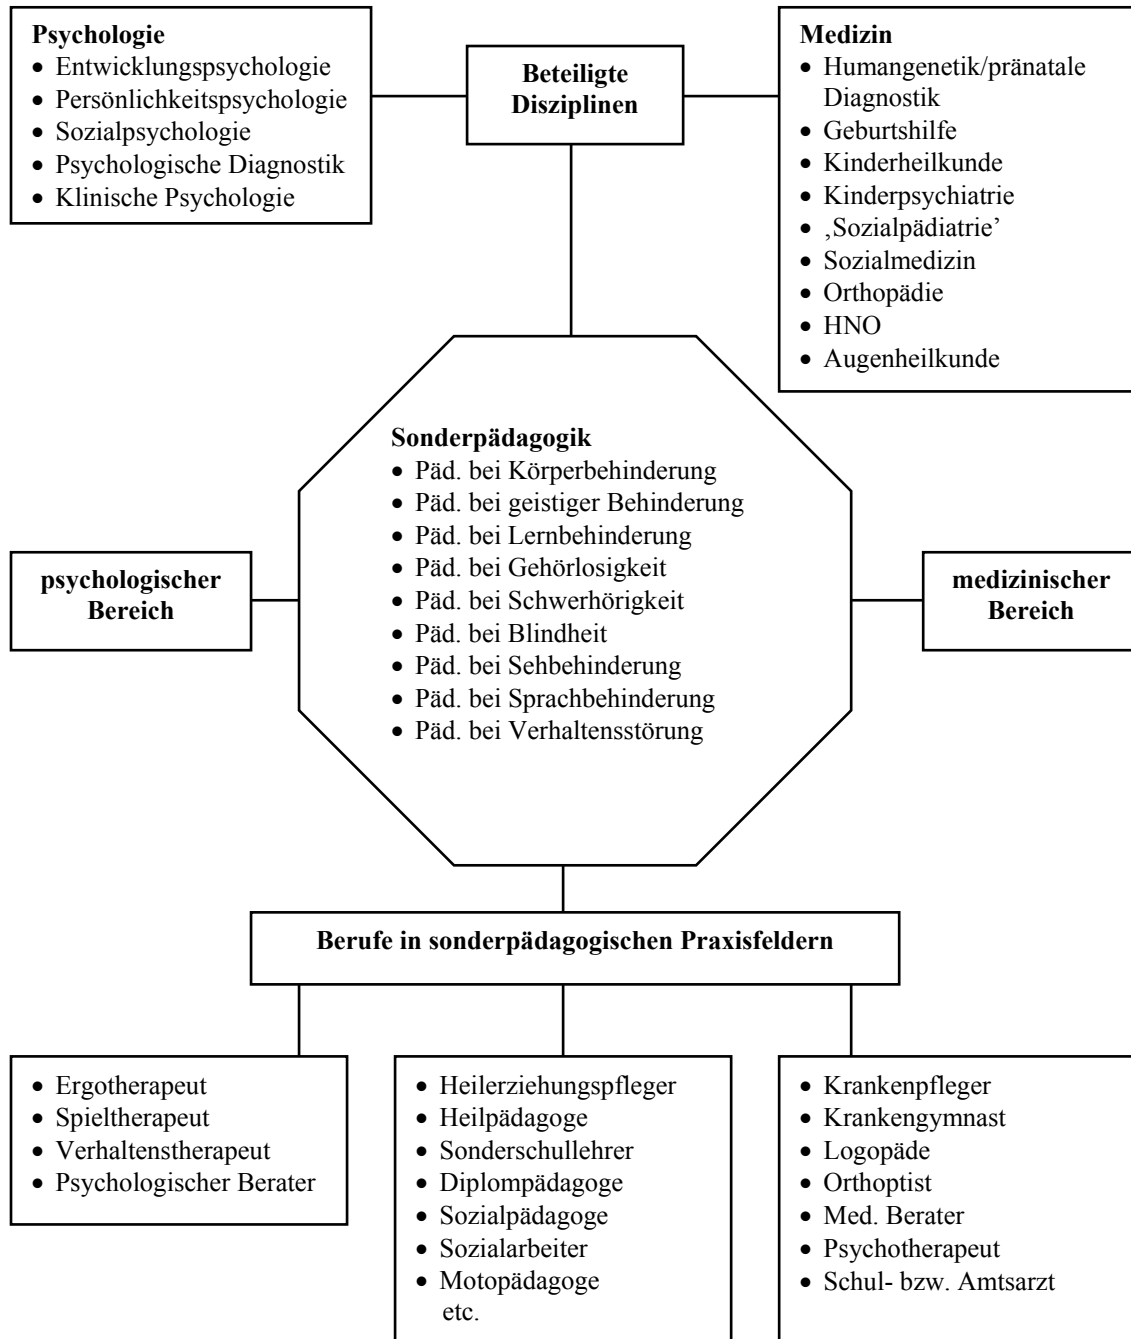 Psychologie
• Entwicklungspsychologie
• Persönlichkeitspsychologie
• Sozialpsychologie
• Psychologische Diagnostik
• Klinische Psychologie
Beteiligte
Disziplinen
Medizin
• Humangenetik/pränatale
Diagnostik
• Geburtshilfe
• Kinderheilkunde
• Kinderpsychiatrie
• ‚Sozialpädiatrie’
• Sozialmedizin
• Orthopädie
• HNO
• Augenheilkunde
Sonderpädagogik
• Päd. bei Körperbehinderung
• Päd. bei geistiger Behinderung
• Päd. bei Lernbehinderung
• Päd. bei Gehörlosigkeit
• Päd. bei Schwerhörigkeit
• Päd. bei Blindheit
• Päd. bei Sehbehinderung
• Päd. bei Sprachbehinderung
• Päd. bei Verhaltensstörung
psychologischer
Bereich
medizinischer
Bereich
Berufe in sonderpädagogischen Praxisfeldern
• Ergotherapeut
• Spieltherapeut
• Verhaltenstherapeut
• Psychologischer Berater
• Heilerziehungspfleger
• Heilpädagoge
• Sonderschullehrer
• Diplompädagoge
• Sozialpädagoge
• Sozialarbeiter
• Motopädagoge
etc.
• Krankenpfleger
• Krankengymnast
• Logopäde
• Orthoptist
• Med. Berater
• Psychotherapeut
• Schul- bzw. Amtsarzt